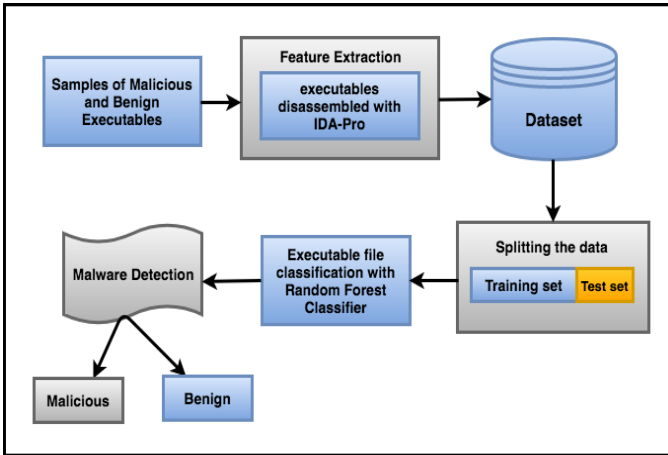 Samples of Malicious
and Benign
Executables
Feature Extraction
executables
disassembled with
IDA-Pro
Dataset
Splitting the data
Training set
Test set
Executable file
classification with
Random Forest
Classifier
Malware Detection
Malicious
Benign